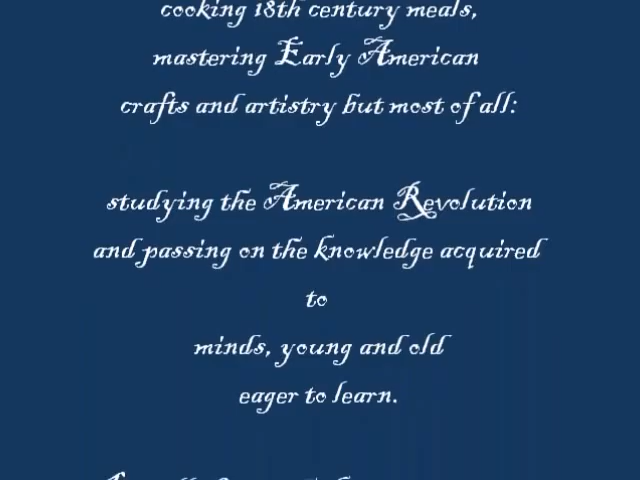 cooking 18th century meals,
mastering Early American
crafts and artistry but most of all:
studying the American Revolution
and passing on the knowledge acquired
to
minds, young and old
eager to learn.